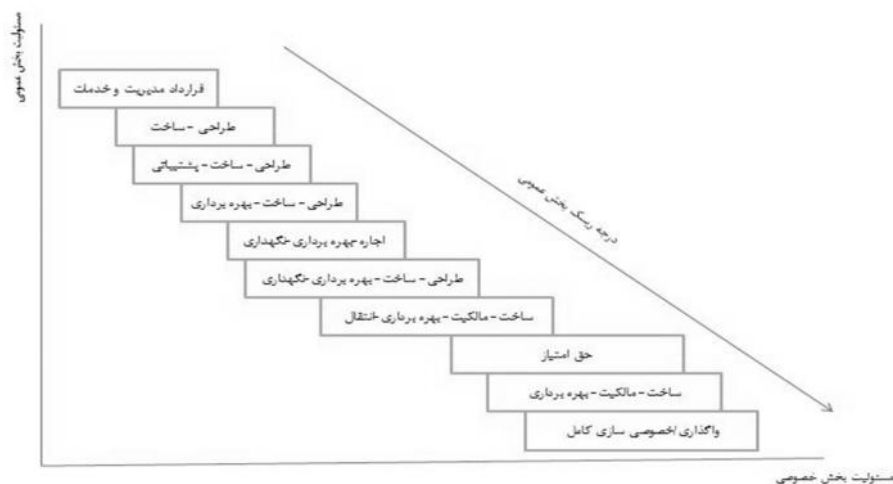 مسئولیت بخش عمومی
قرارداد مدیریت و خدمات
طراحی - ساخت
طراحی - ساخت - پشتیبانی
طراحی - ساخت - بهره برداری
اجاره-بهره برداری-نگهداری
طراحی - ساخت - بهره برداری-نگهداری
ساخت - مالکیت - بهره برداری-انتقال
حق امتیاز
ساخت - مالکیت - بهره برداری
واگذاری/خصوصی سازی کامل
درجه ریسک بخش عمومی
مسئولیت بخش خصوصی